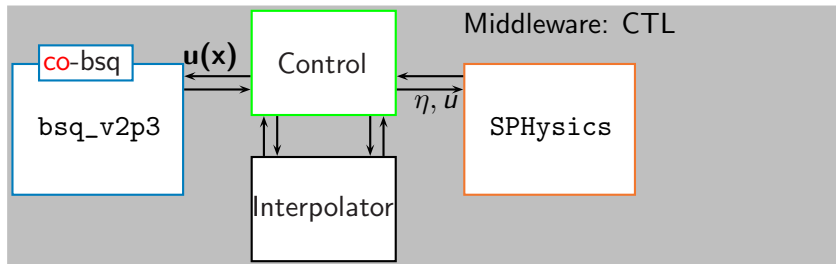 Middleware: CTL
co-bsq
u(x)
Control
bsq_v2p3
η, u
SPHysics
Interpolator